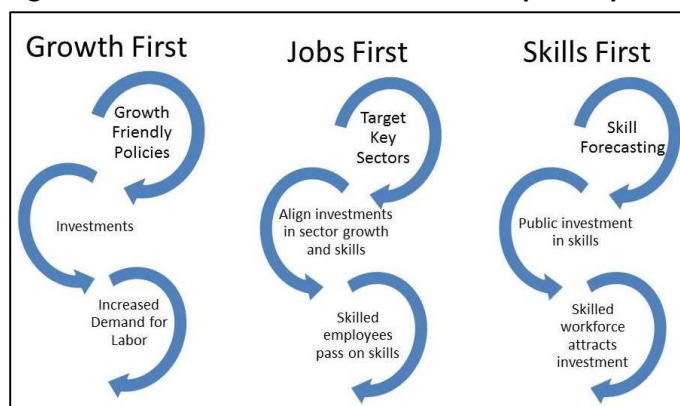 Growth First
Growth
Friendly
Policies
Investments
Increased
Demand for
Labor
Jobs First
Target
Key
Sectors
Align investments
in sector growth
and skills
Skilled
employees
pass on skills
Skills First
Skill
Forecasting
Public investment
in skills
Skilled
workforce
attracts
investment